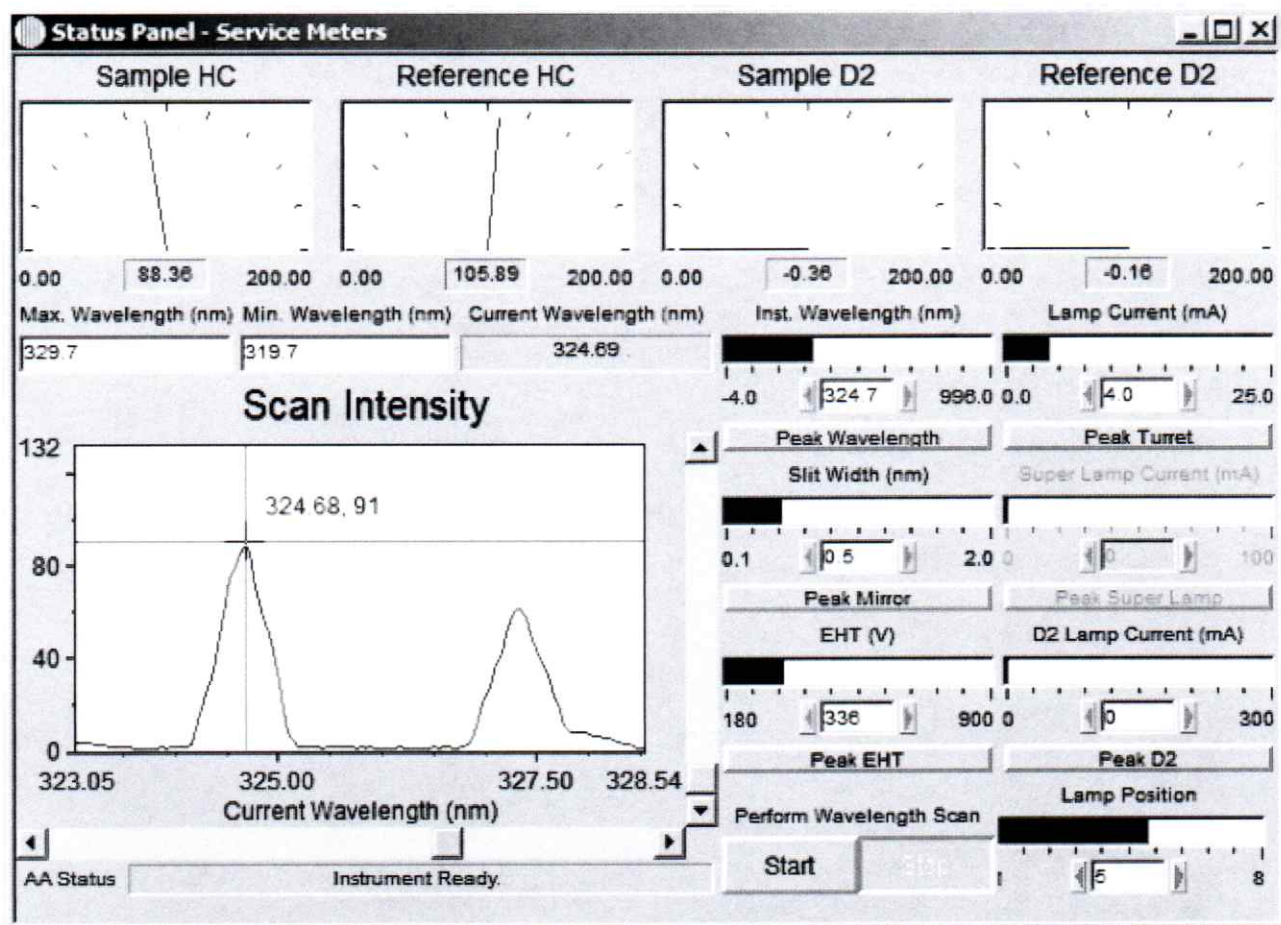 Status Panel - Service Meters
Sample HC Reference HC Sample D2 Reference D2
0.00 88.36 200.00 0.00 105.89 200.00 0.00 -0.36 200.00 0.00 -0.16 200.00
Max. Wavelength (nm) Min. Wavelength (nm) Current Wavelength (nm) Inst. Wavelength (nm) Lamp Current (mA)
329.7 319.7 324.69
-4.0 324.7 996.0 0.0 4.0 25.0
Scan Intensity
Peak Wavelength Peak Turret
132
Slit Width (nm) Super Lamp Current (mA)
324.68, 91
0.1 0.5 2.0 0 0 100
80
Peak Mirror Peak Super Lamp
EHT (V) D2 Lamp Current (mA)
40
180 336 900 0 0 300
0
Peak EHT Peak D2
323.05 325.00 327.50 328.54
Current Wavelength (nm)
Lamp Position
Perform Wavelength Scan
Start Stop
5 8
AA Status Instrument Ready.